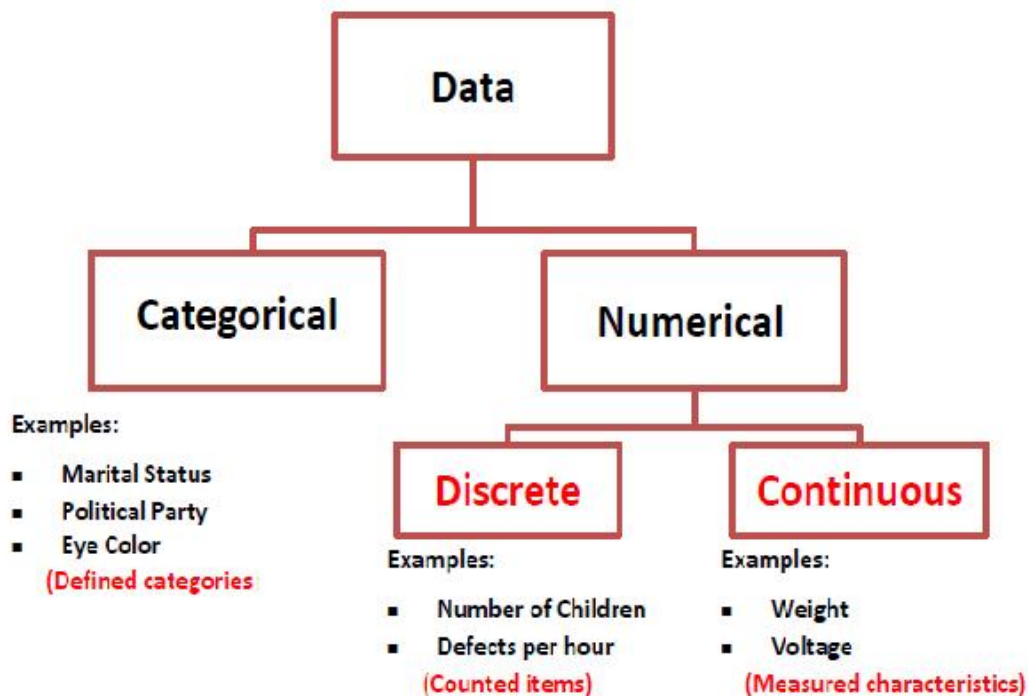 Data
Categorical
Numerical
Examples:
▪ Marital Status
▪ Political Party
▪ Eye Color
(Defined categories
Discrete
Continuous
Examples:
▪ Number of Children
▪ Defects per hour
(Counted items)
Examples:
▪ Weight
▪ Voltage
(Measured characteristics)